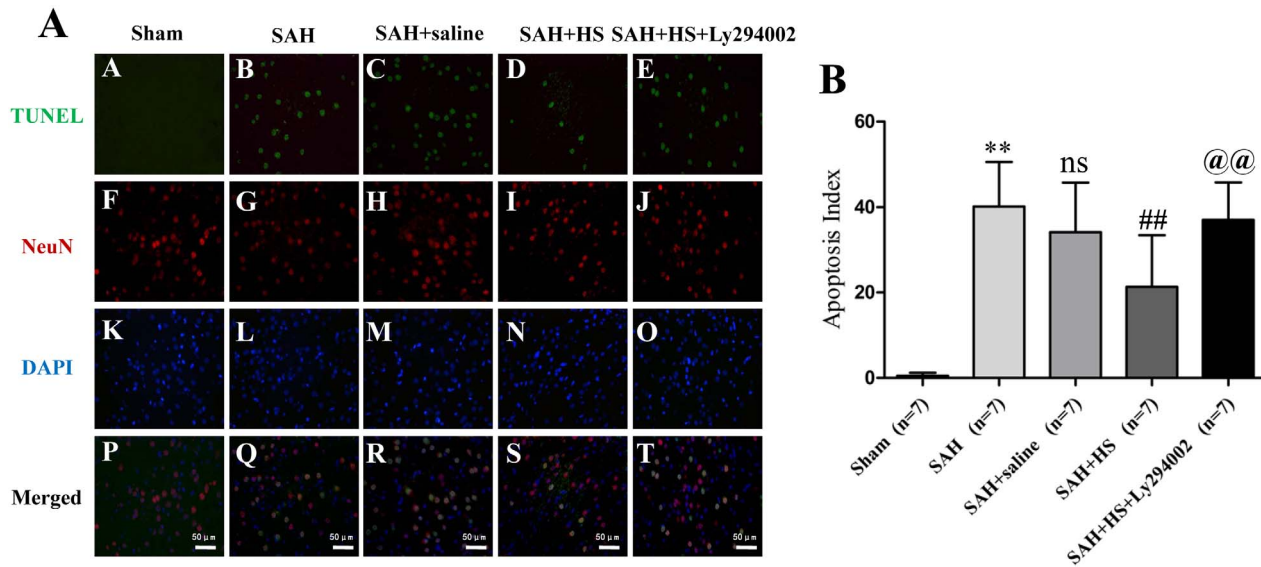 A
Sham SAH SAH+saline SAH+HS SAH+HS+Ly294002
TUNEL A B C D E
NeuN F G H I J
DAPI K L M N O
Merged P Q R S T
50 μm 50 μm 50 μm 50 μm 50 μm
B
Apoptosis Index
60
40
20
0
**
ns
##
@@
Sham (n=7)
SAH (n=7)
SAH+saline (n=7)
SAH+HS (n=7)
SAH+HS+Ly294002 (n=7)